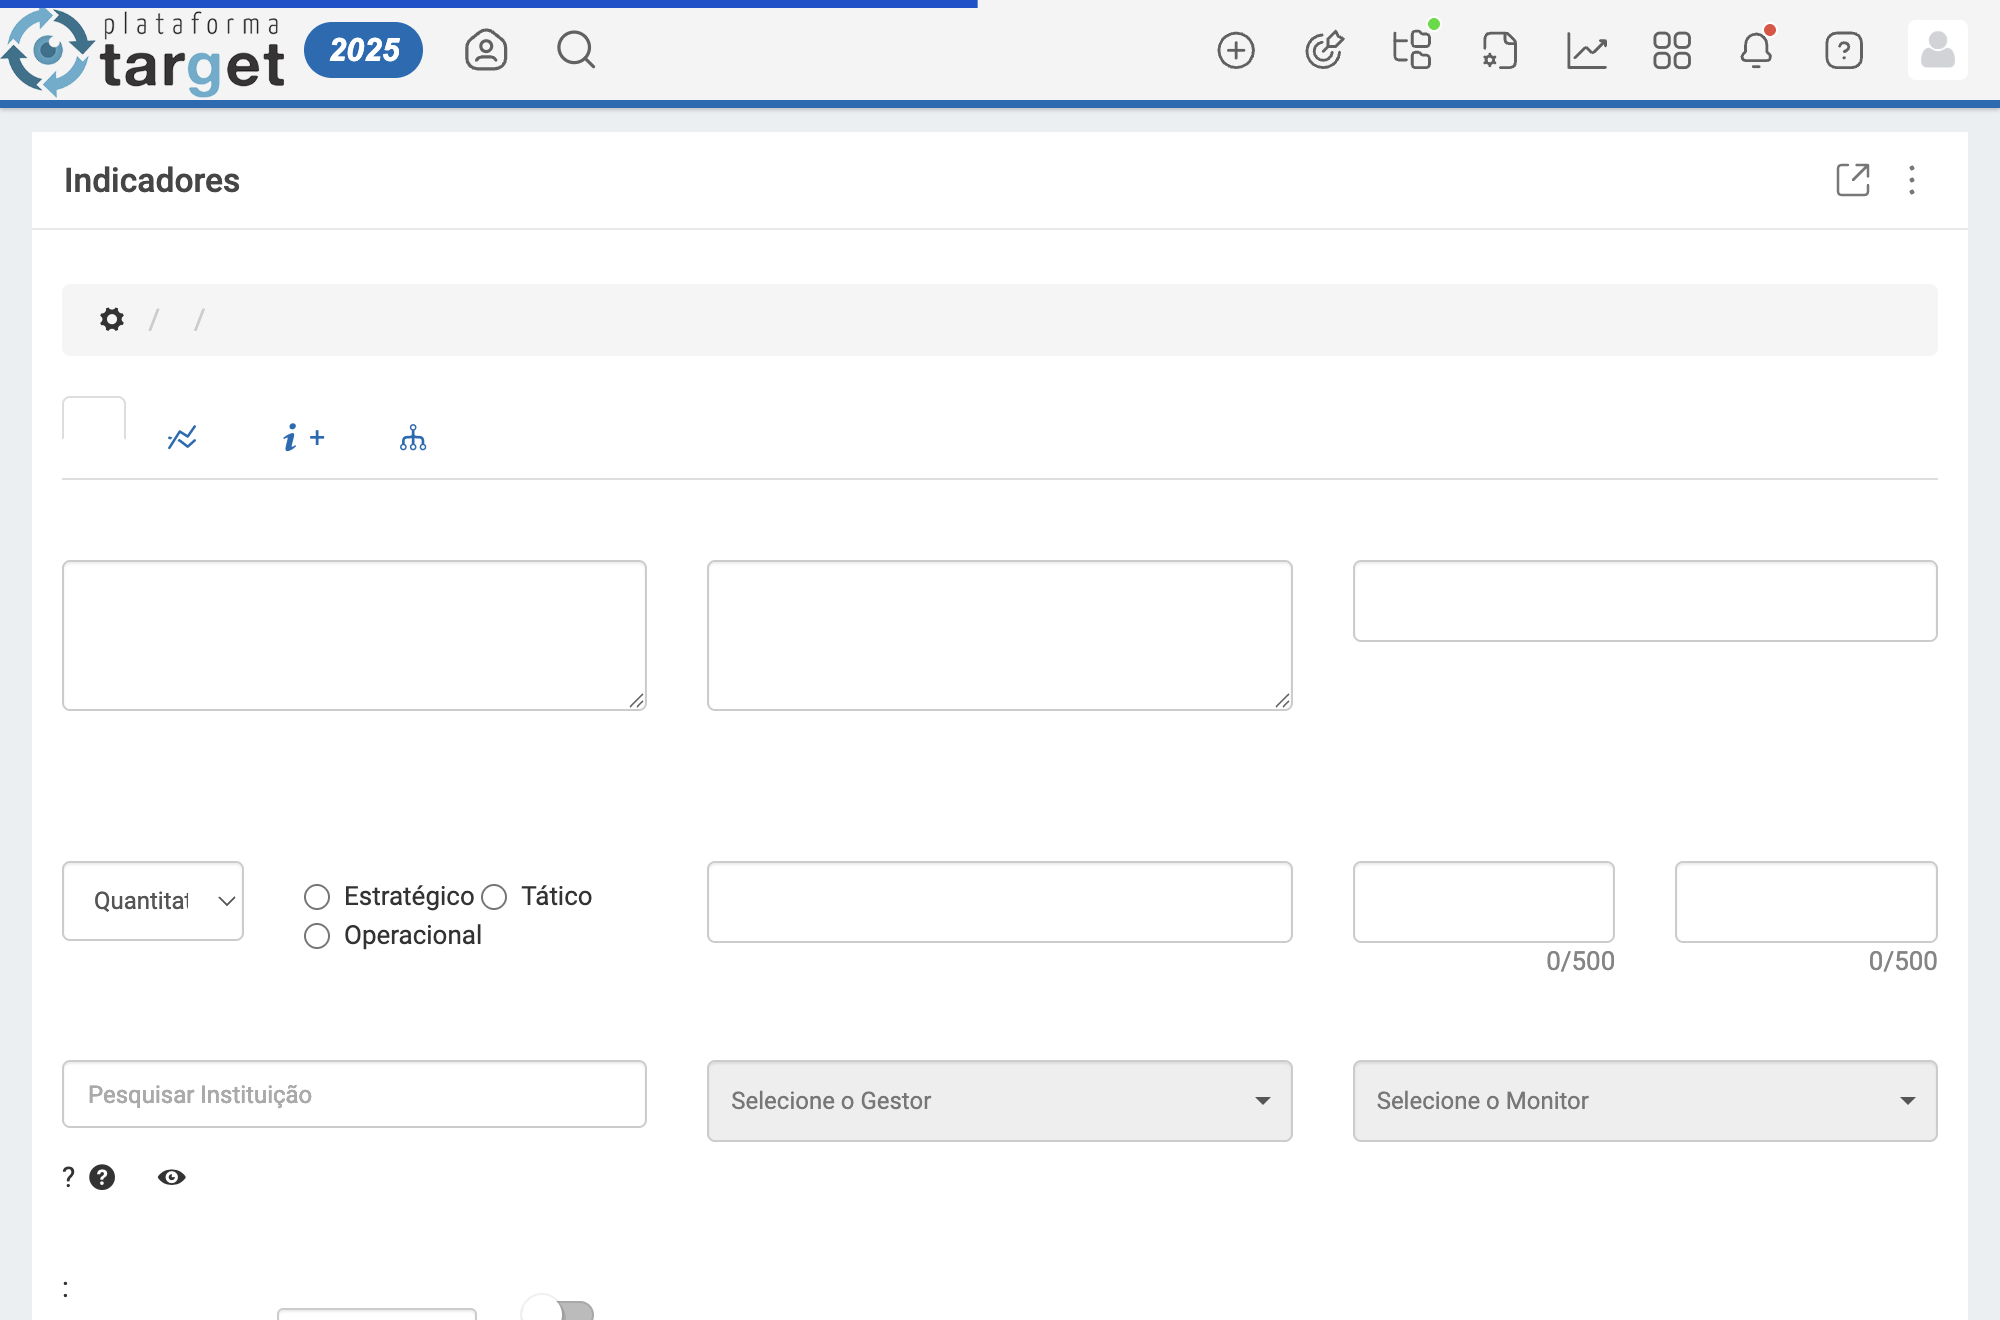 plataforma
target
2025
Indicadores
/ /
i +
Quantitat
Estratégico Tático
Operacional
0/500
0/500
Pesquisar Instituição
Selecione o Gestor
Selecione o Monitor
? ?
: